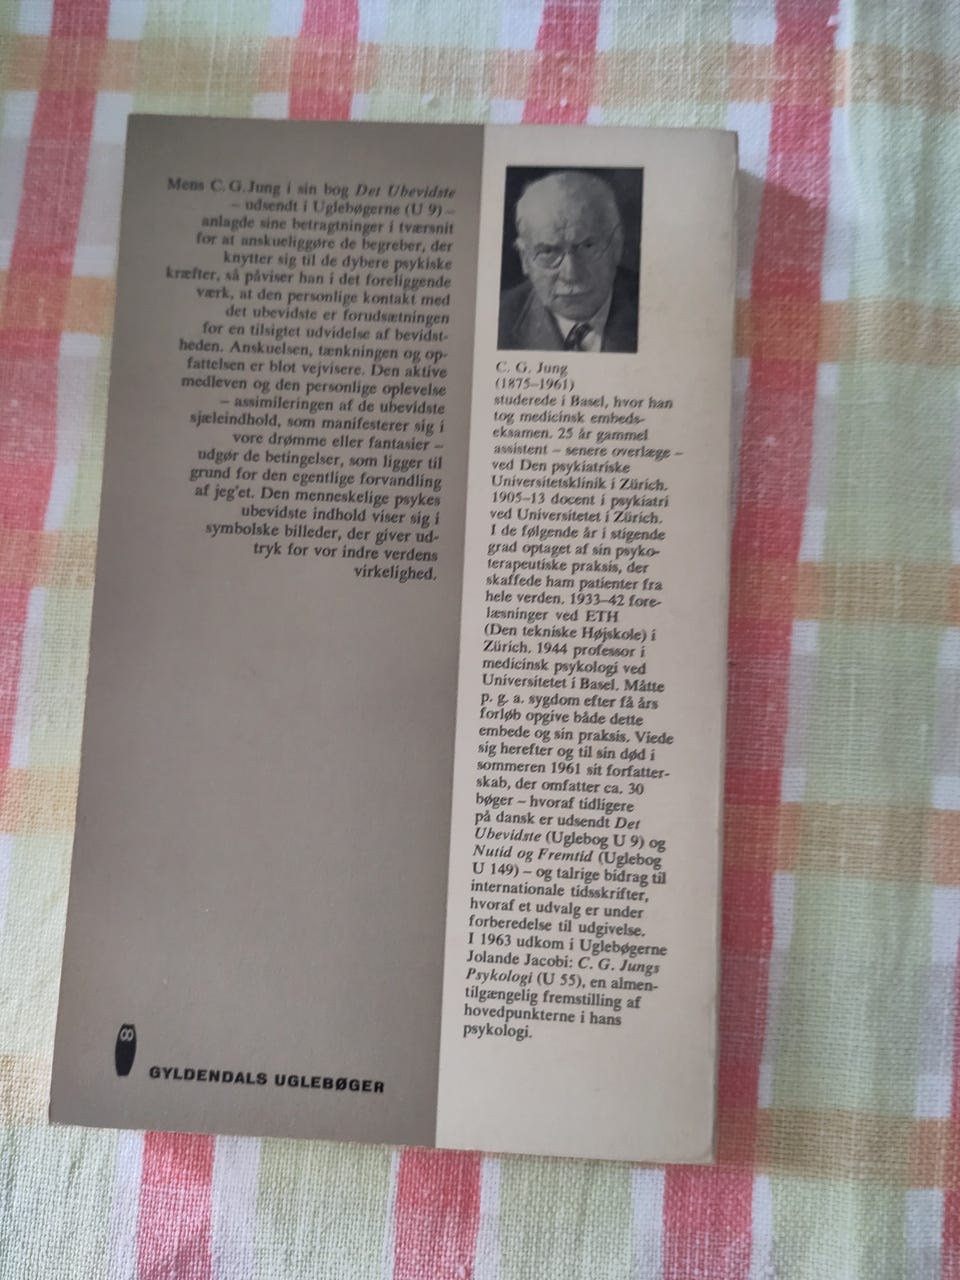 Mens C. G. Jung i sin bog Det Ubevidste
– udsendt i Uglebøgerne (U 9) –
anlagde sine betragtninger i tværsnit
for at anskueliggøre de begreber, der
knytter sig til de dybere psykiske
kræfter, så påviser han i det foreliggende
værk, at den personlige kontakt med
det ubevidste er forudsætningen
for en tilsigtet udvidelse af bevidst-
heden. Anskuelsen, tænkningen og op-
fattelsen er blot vejvisere. Den aktive
medleven og den personlige oplevelse
– assimileringen af de ubevidste
sjæleindhold, som manifesterer sig i
vore drømme eller fantasier –
udgør de betingelser, som ligger til
grund for den egentlige forvandling
af jeg'et. Den menneskelige psykes
ubevidste indhold viser sig i
symbolske billeder, der giver ud-
tryk for vor indre verdens
virkelighed.
GYLDENDALS UGLEBØGER
C. G. Jung
(1875–1961)
studerede i Basel, hvor han
tog medicinsk embeds-
eksamen. 25 år gammel
assistent – senere overlæge –
ved Den psykiatriske
Universitetsklinik i Zürich.
1905–13 docent i psykiatri
ved Universitetet i Zürich.
I de følgende år i stigende
grad optaget af sin psyko-
terapeutiske praksis, der
skaffede ham patienter fra
hele verden. 1933–42 fore-
læsninger ved ETH
(Den tekniske Højskole) i
Zürich. 1944 professor i
medicinsk psykologi ved
Universitetet i Basel. Måtte
p. g. a. sygdom efter få års
forløb opgive både dette
embede og sin praksis. Viede
sig herefter og til sin død i
sommeren 1961 sit forfatter-
skab, der omfatter ca. 30
bøger – hvoraf tidligere
på dansk er udsendt Det
Ubevidste (Uglebog U 9) og
Nutid og Fremtid (Uglebog
U 149) – og talrige bidrag til
internationale tidsskrifter,
hvoraf et udvalg er under
forberedelse til udgivelse.
I 1963 udkom i Uglebøgerne
Jolande Jacobi: C. G. Jungs
Psykologi (U 55), en almen-
tilgængelig fremstilling af
hovedpunkterne i hans
psykologi.